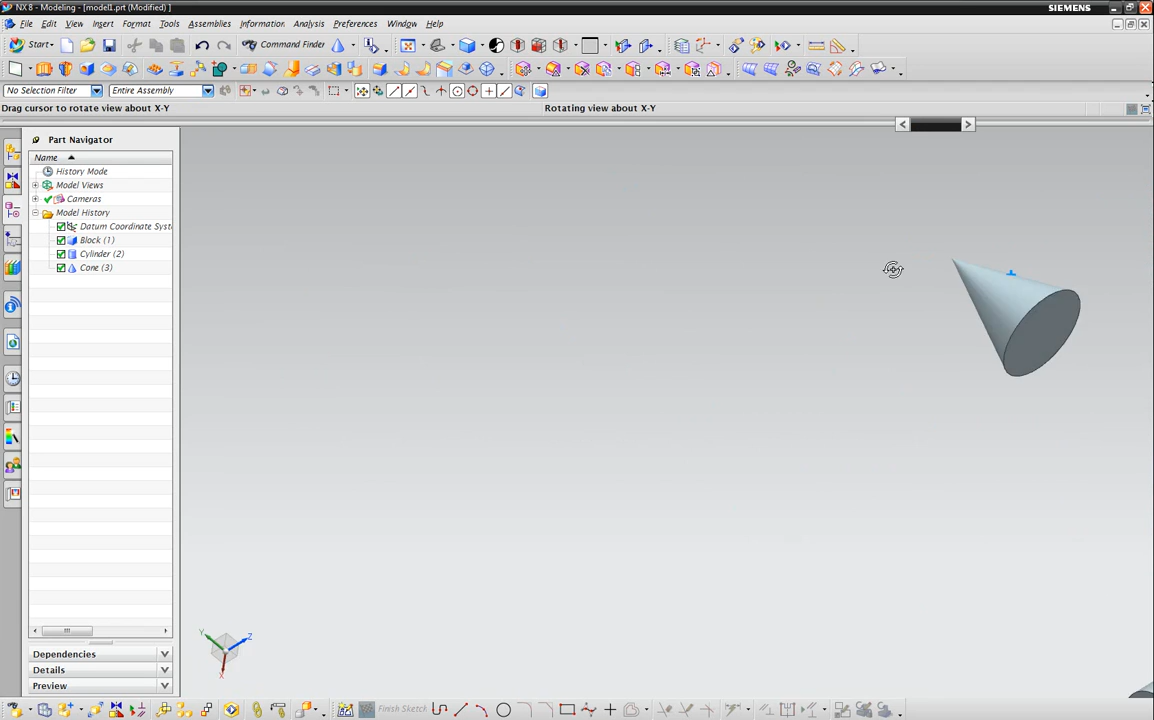 NX 8 - Modeling - [model1.prt (Modified) ]
SIEMENS
File Edit View Insert Format Tools Assemblies Information Analysis Preferences Window Help
Start Command Finder
No Selection Filter Entire Assembly
Drag cursor to rotate view about X-Y Rotating view about X-Y
Part Navigator
Name
History Mode
Model Views
Cameras
Model History
Datum Coordinate Syst
Block (1)
Cylinder (2)
Cone (3)
Y Z
X
Dependencies
Details
Preview
Finish Sketch